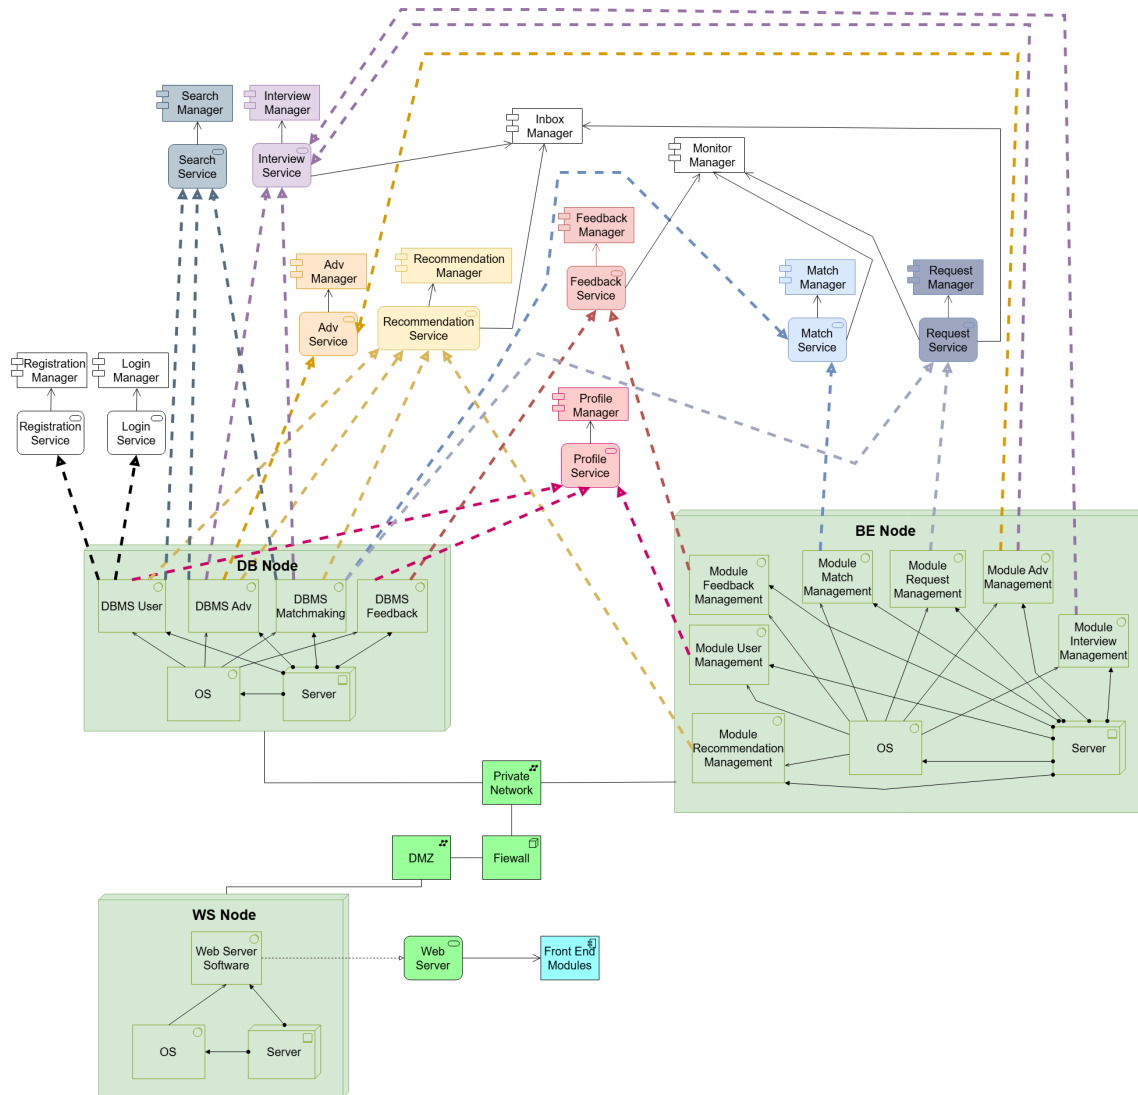 Search
Manager
Interview
Manager
Inbox
Manager
Monitor
Manager
Search
Service
Interview
Service
Feedback
Manager
Adv
Manager
Recommendation
Manager
Feedback
Service
Match
Manager
Request
Manager
Adv
Service
Recommendation
Service
Match
Service
Request
Service
Registration
Manager
Login
Manager
Profile
Manager
Registration
Service
Login
Service
Profile
Service
DB Node
DBMS User
DBMS Adv
DBMS
Matchmaking
DBMS
Feedback
OS
Server
BE Node
Module
Feedback
Management
Module
Match
Management
Module
Request
Management
Module Adv
Management
Module
Interview
Management
Module User
Management
Module
Recommendation
Management
OS
Server
Private
Network
DMZ
Fiewall
WS Node
Web Server
Software
Web
Server
Front End
Modules
OS
Server